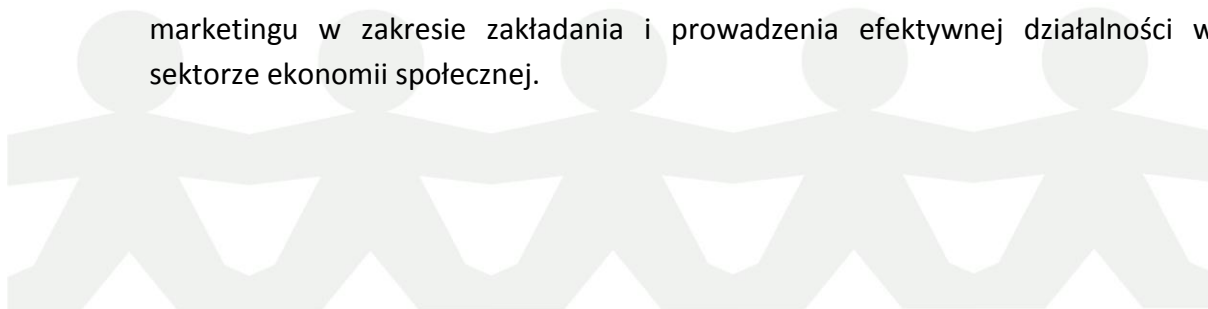 marketingu w zakresie zakładania i prowadzenia efektywnej działalności w
sektorze ekonomii społecznej.